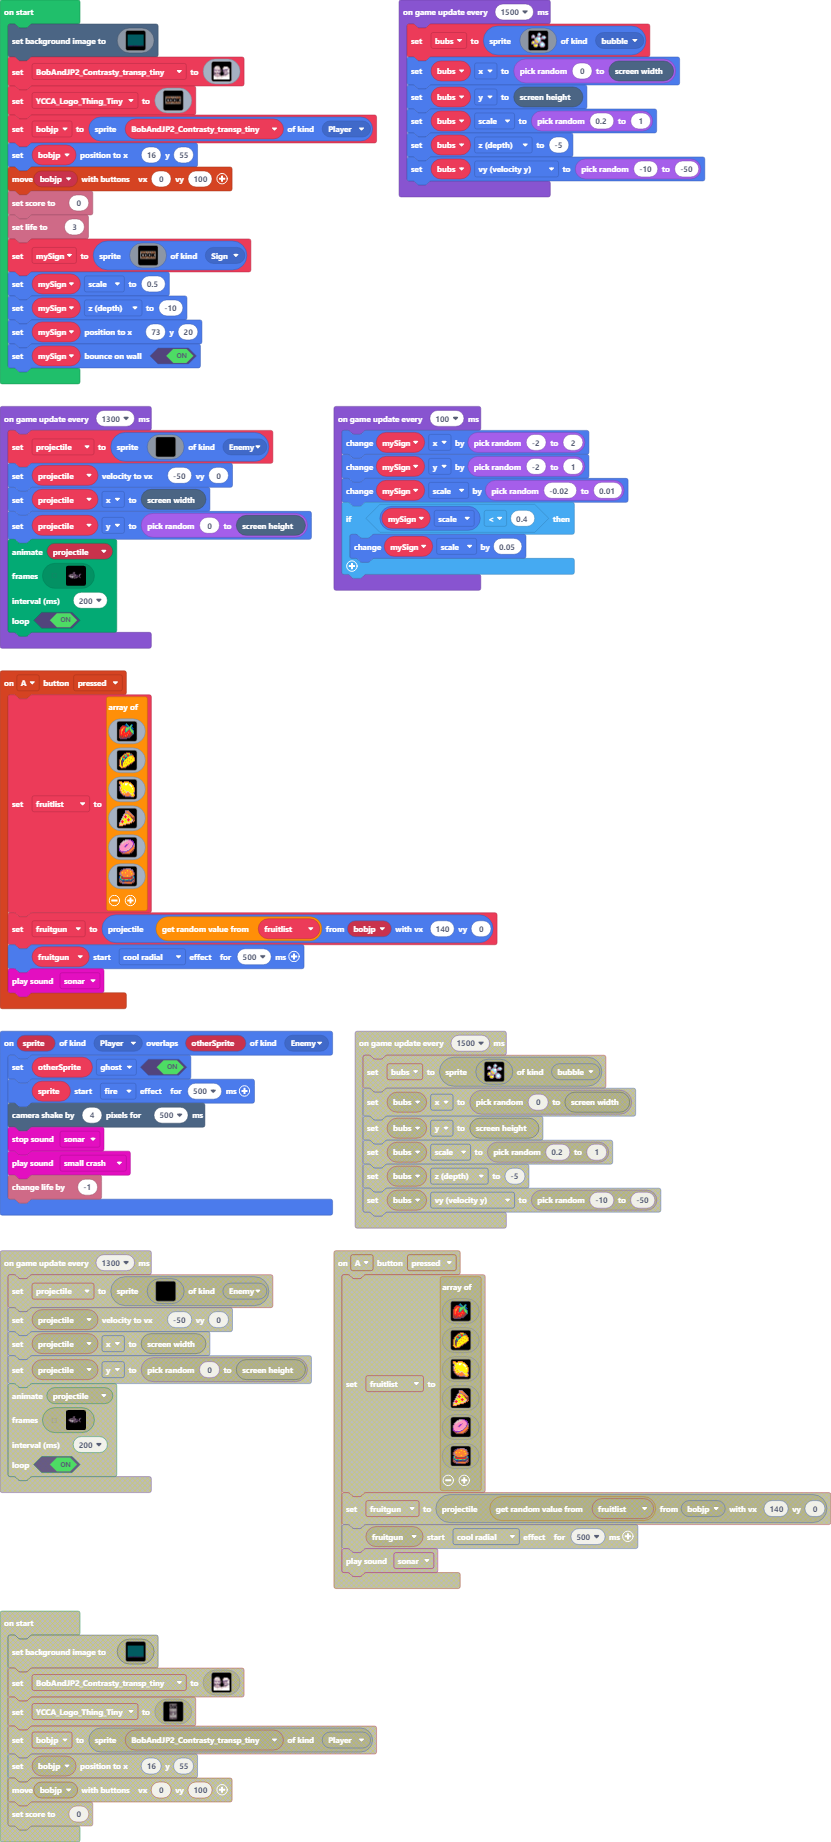 on start
set background image to
set BobAndJP2_Contrasty_transp_tiny to
set YCCA_Logo_Thing_Tiny to
set bobjp to sprite BobAndJP2_Contrasty_transp_tiny of kind Player
set bobjp position to x 16 y 55
move bobjp with buttons vx 0 vy 100
set score to 0
set life to 3
set mySign to sprite of kind Sign
set mySign scale to 0.5
set mySign z (depth) to -10
set mySign position to x 73 y 20
set mySign bounce on wall ON
on game update every 1500 ms
set bubs to sprite of kind bubble
set bubs x to pick random 0 to screen width
set bubs y to screen height
set bubs scale to pick random 0.2 to 1
set bubs z (depth) to -5
set bubs vy (velocity y) to pick random -10 to -50
on game update every 1300 ms
set projectile to sprite of kind Enemy
set projectile velocity to vx -50 vy 0
set projectile x to screen width
set projectile y to pick random 0 to screen height
animate projectile
frames
interval (ms) 200
loop ON
on game update every 100 ms
change mySign x by pick random -2 to 2
change mySign y by pick random -2 to 1
change mySign scale by pick random -0.02 to 0.01
if mySign scale < 0.4 then
change mySign scale by 0.05
on A button pressed
array of
set fruitlist to
set fruitgun to projectile get random value from fruitlist from bobjp with vx 140 vy 0
fruitgun start cool radial effect for 500 ms
play sound sonar
on sprite of kind Player overlaps otherSprite of kind Enemy
set otherSprite ghost ON
sprite start fire effect for 500 ms
camera shake by 4 pixels for 500 ms
stop sound sonar
play sound small crash
change life by -1
on game update every 1500 ms
set bubs to sprite of kind bubble
set bubs x to pick random 0 to screen width
set bubs y to screen height
set bubs scale to pick random 0.2 to 1
set bubs z (depth) to -5
set bubs vy (velocity y) to pick random -10 to -50
on game update every 1300 ms
set projectile to sprite of kind Enemy
set projectile velocity to vx -50 vy 0
set projectile x to screen width
set projectile y to pick random 0 to screen height
animate projectile
frames
interval (ms) 200
loop ON
on A button pressed
array of
set fruitlist to
set fruitgun to projectile get random value from fruitlist from bobjp with vx 140 vy 0
fruitgun start cool radial effect for 500 ms
play sound sonar
on start
set background image to
set BobAndJP2_Contrasty_transp_tiny to
set YCCA_Logo_Thing_Tiny to
set bobjp to sprite BobAndJP2_Contrasty_transp_tiny of kind Player
set bobjp position to x 16 y 55
move bobjp with buttons vx 0 vy 100
set score to 0